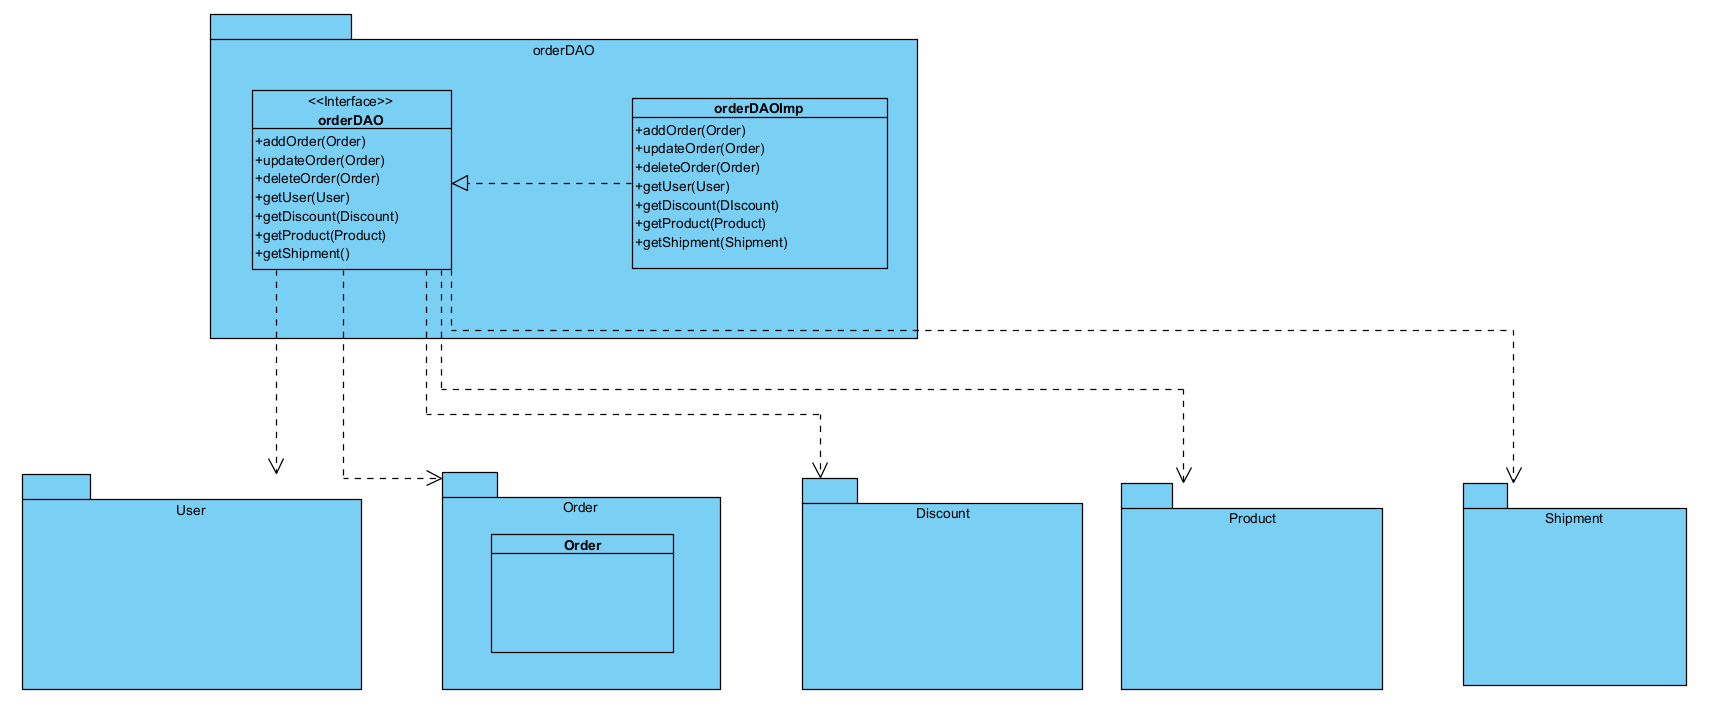 orderDAO
<<Interface>>
orderDAO
+addOrder(Order)
+updateOrder(Order)
+deleteOrder(Order)
+getUser(User)
+getDiscount(Discount)
+getProduct(Product)
+getShipment()
orderDAOImp
+addOrder(Order)
+updateOrder(Order)
+deleteOrder(Order)
+getUser(User)
+getDiscount(DIscount)
+getProduct(Product)
+getShipment(Shipment)
User
Order
Order
Discount
Product
Shipment